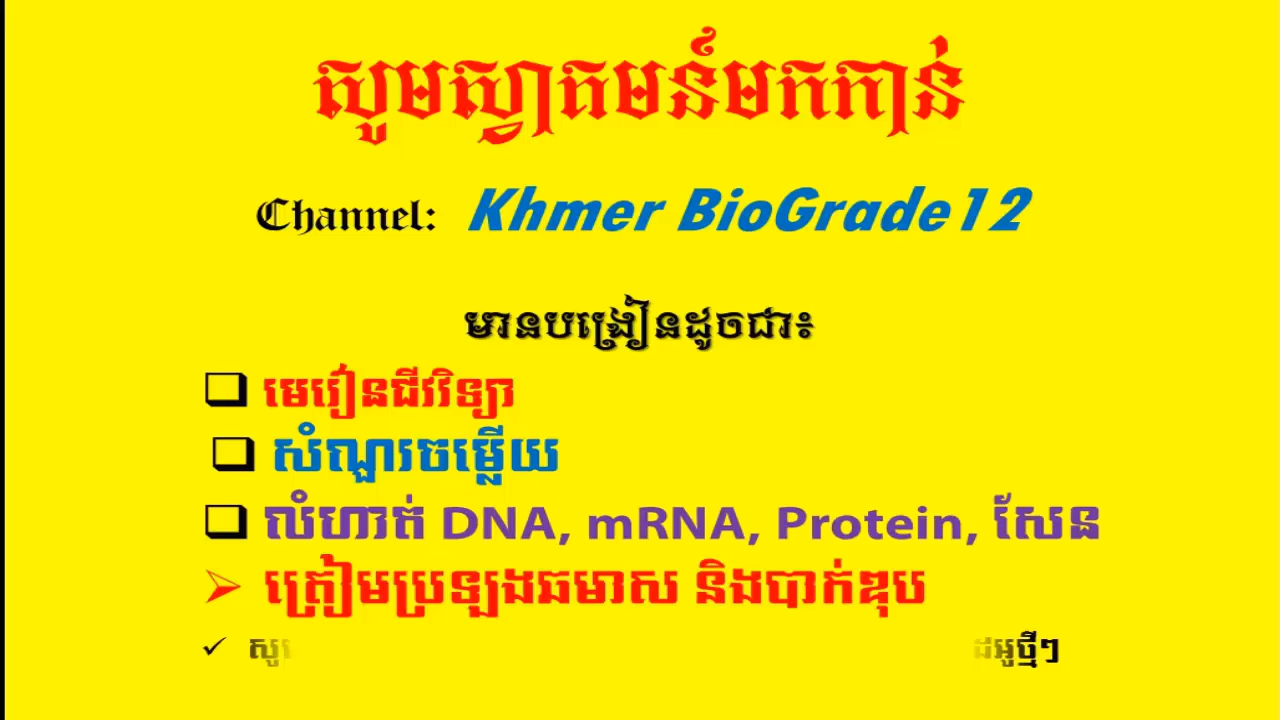 សូមស្វាគមន៍មកកាន់
Channel: Khmer BioGrade12
មានបង្រៀនដូចជា៖
មេរៀនជីវវិទ្យា
សំណួរចម្លើយ
លំហាត់ DNA, mRNA, Protein, សែន
ត្រៀមប្រឡងឆមាស និងបាក់ឌុប
ថ្មីៗ